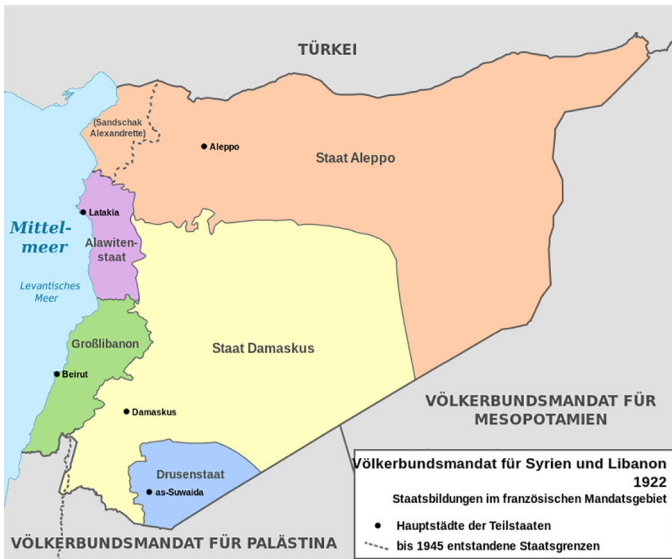 TÜRKEI
(Sandschak
Alexandrette)
Aleppo
Staat Aleppo
Latakia
Mittel-
meer
Alawiten-
staat
Levantisches
Meer
Großlibanon
Staat Damaskus
Beirut
VÖLKERBUNDSMANDAT FÜR
MESOPOTAMIEN
Damaskus
Drusenstaat
as-Suwaida
VÖLKERBUNDSMANDAT FÜR PALÄSTINA
Völkerbundsmandat für Syrien und Libanon
1922
Staatsbildungen im französischen Mandatsgebiet
Hauptstädte der Teilstaaten
bis 1945 entstandene Staatsgrenzen